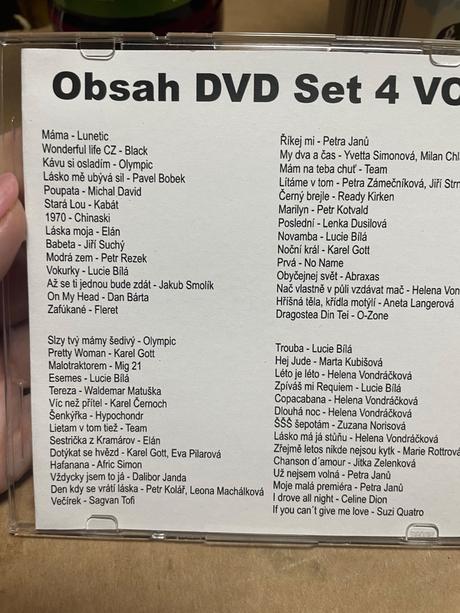 Obsah DVD Set 4 VO
Máma - Lunetic
Wonderful life CZ - Black
Kávu si osladím - Olympic
Lásko mě ubývá sil - Pavel Bobek
Poupata - Michal David
Stará Lou - Kabát
1970 - Chinaski
Láska moja - Elán
Babeta - Jiří Suchý
Modrá zem - Petr Rezek
Vokurky - Lucie Bílá
Až se ti jednou bude zdát - Jakub Smolík
On My Head - Dan Bárta
Zafúkané - Fleret
Slzy tvý mámy šedivý - Olympic
Pretty Woman - Karel Gott
Malotraktorem - Mig 21
Esemes - Lucie Bílá
Tereza - Waldemar Matuška
Víc než přítel - Karel Černoch
Šenkýřka - Hypochondr
Lietam v tom tiež - Team
Sestřička z Kramárov - Elán
Dotýkat se hvězd - Karel Gott, Eva Pilarová
Hafanana - Afric Simon
Vždycky jsem to já - Dalibor Janda
Den kdy se vrátí láska - Petr Kolář, Leona Machálková
Večírek - Sagvan Tofi
Říkej mi - Petra Janů
My dva a čas - Yvetta Simonová, Milan Chl
Mám na teba chuť - Team
Lítáme v tom - Petra Zámečníková, Jiří Strn
Černý brejle - Ready Kirken
Marilyn - Petr Kotvald
Poslední - Lenka Dusilová
Novamba - Lucie Bílá
Noční král - Karel Gott
Prvá - No Name
Obyčejnej svět - Abraxas
Nač vlastně v půli vzdávat mač - Helena Von
Hříšná těla, křídla motýlí - Aneta Langerová
Dragostea Din Tei - O-Zone
Trouba - Lucie Bílá
Hej Jude - Marta Kubišová
Léto je léto - Helena Vondráčková
Zpíváš mi Requiem - Lucie Bílá
Copacabana - Helena Vondráčková
Dlouhá noc - Helena Vondráčková
ŠŠŠ šepotám - Zuzana Norisová
Lásko má já stůňu - Helena Vondráčková
Zřejmě letos nikde nejsou kytk - Marie Rottrová
Chanson d´amour - Jitka Zelenková
Už nejsem volná - Petra Janů
Moje malá premiéra - Petra Janů
I drove all night - Celine Dion
If you can´t give me love - Suzi Quatro